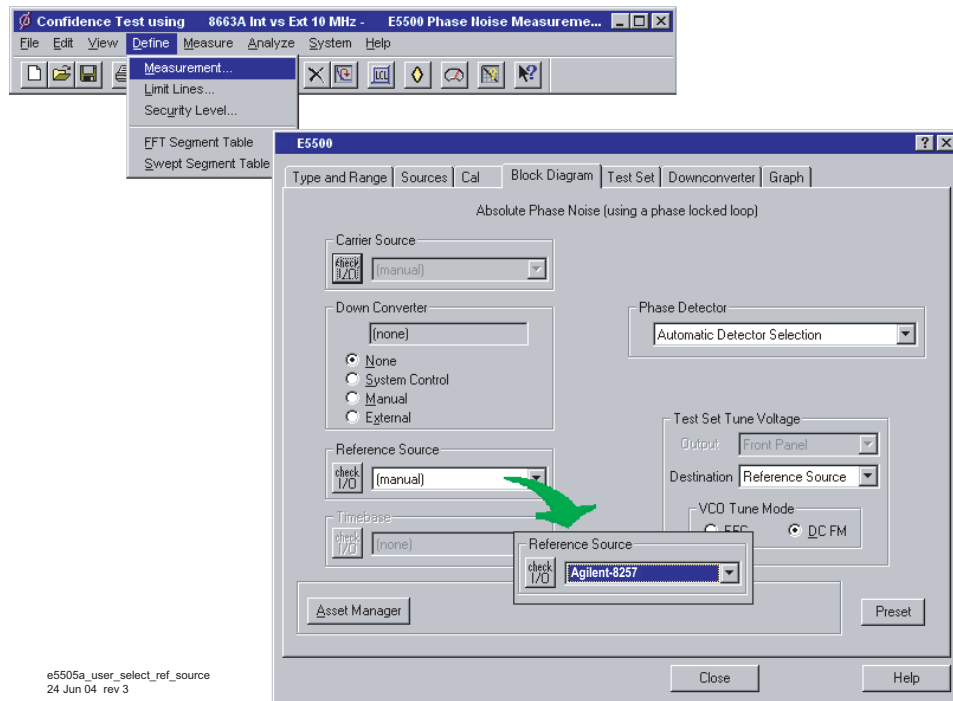 Confidence Test using 8663A Int vs Ext 10 MHz - E5500 Phase Noise Measureme...
File Edit View Define Measure Analyze System Help
Measurement...
Limit Lines...
Security Level...
FFT Segment Table
Swept Segment Table
E5500
Type and Range Sources Cal Block Diagram Test Set Downconverter Graph
Absolute Phase Noise (using a phase locked loop)
Carrier Source
check I/O (manual)
Down Converter
(none)
None
System Control
Manual
External
Phase Detector
Automatic Detector Selection
Reference Source
check I/O (manual)
Test Set Tune Voltage
Output: Front Panel
Destination Reference Source
VCO Tune Mode
DC FM
Timebase
check I/O (none)
Reference Source
check I/O Agilent-8257
Asset Manager
Preset
Close Help
e5505a_user_select_ref_source
24 Jun 04 rev 3